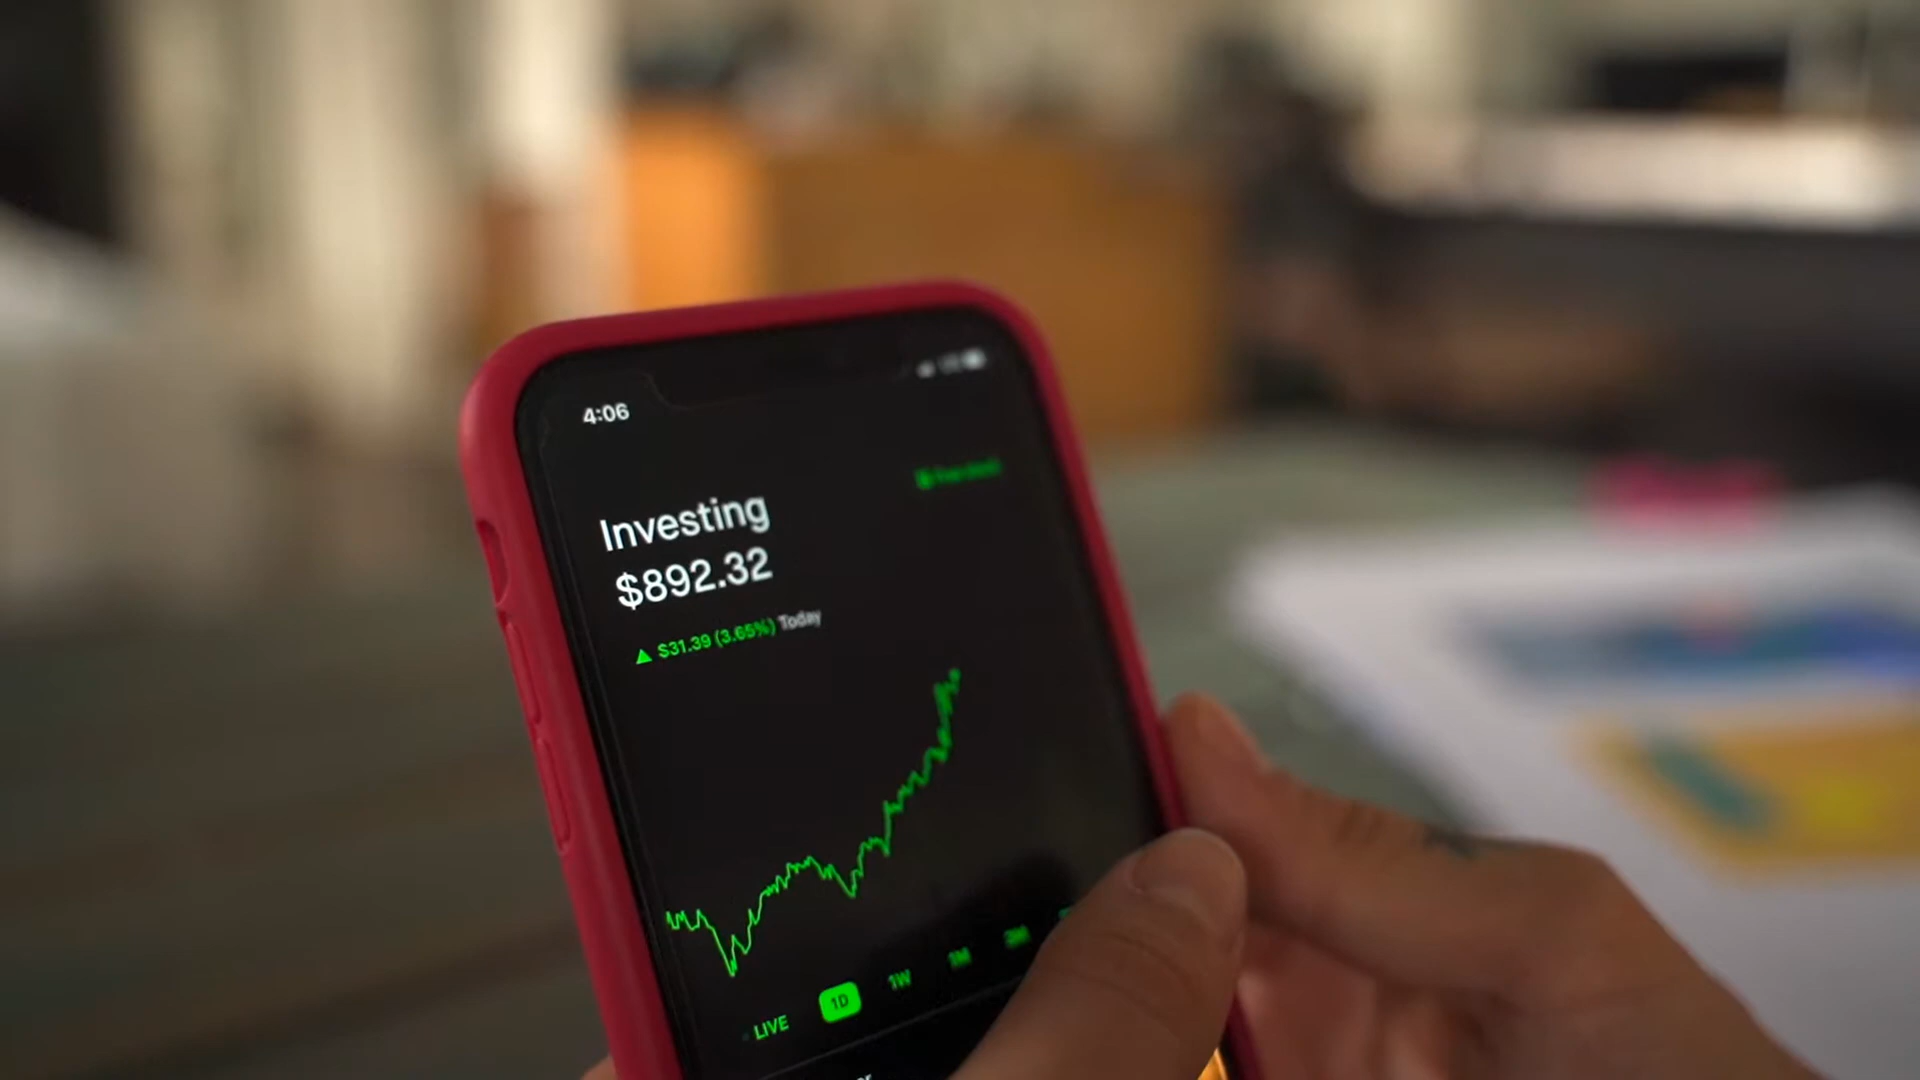 4:06
Investing
$892.32
▲ $31.39 (3.65%) Today
LIVE 1D 1W 1M 3M